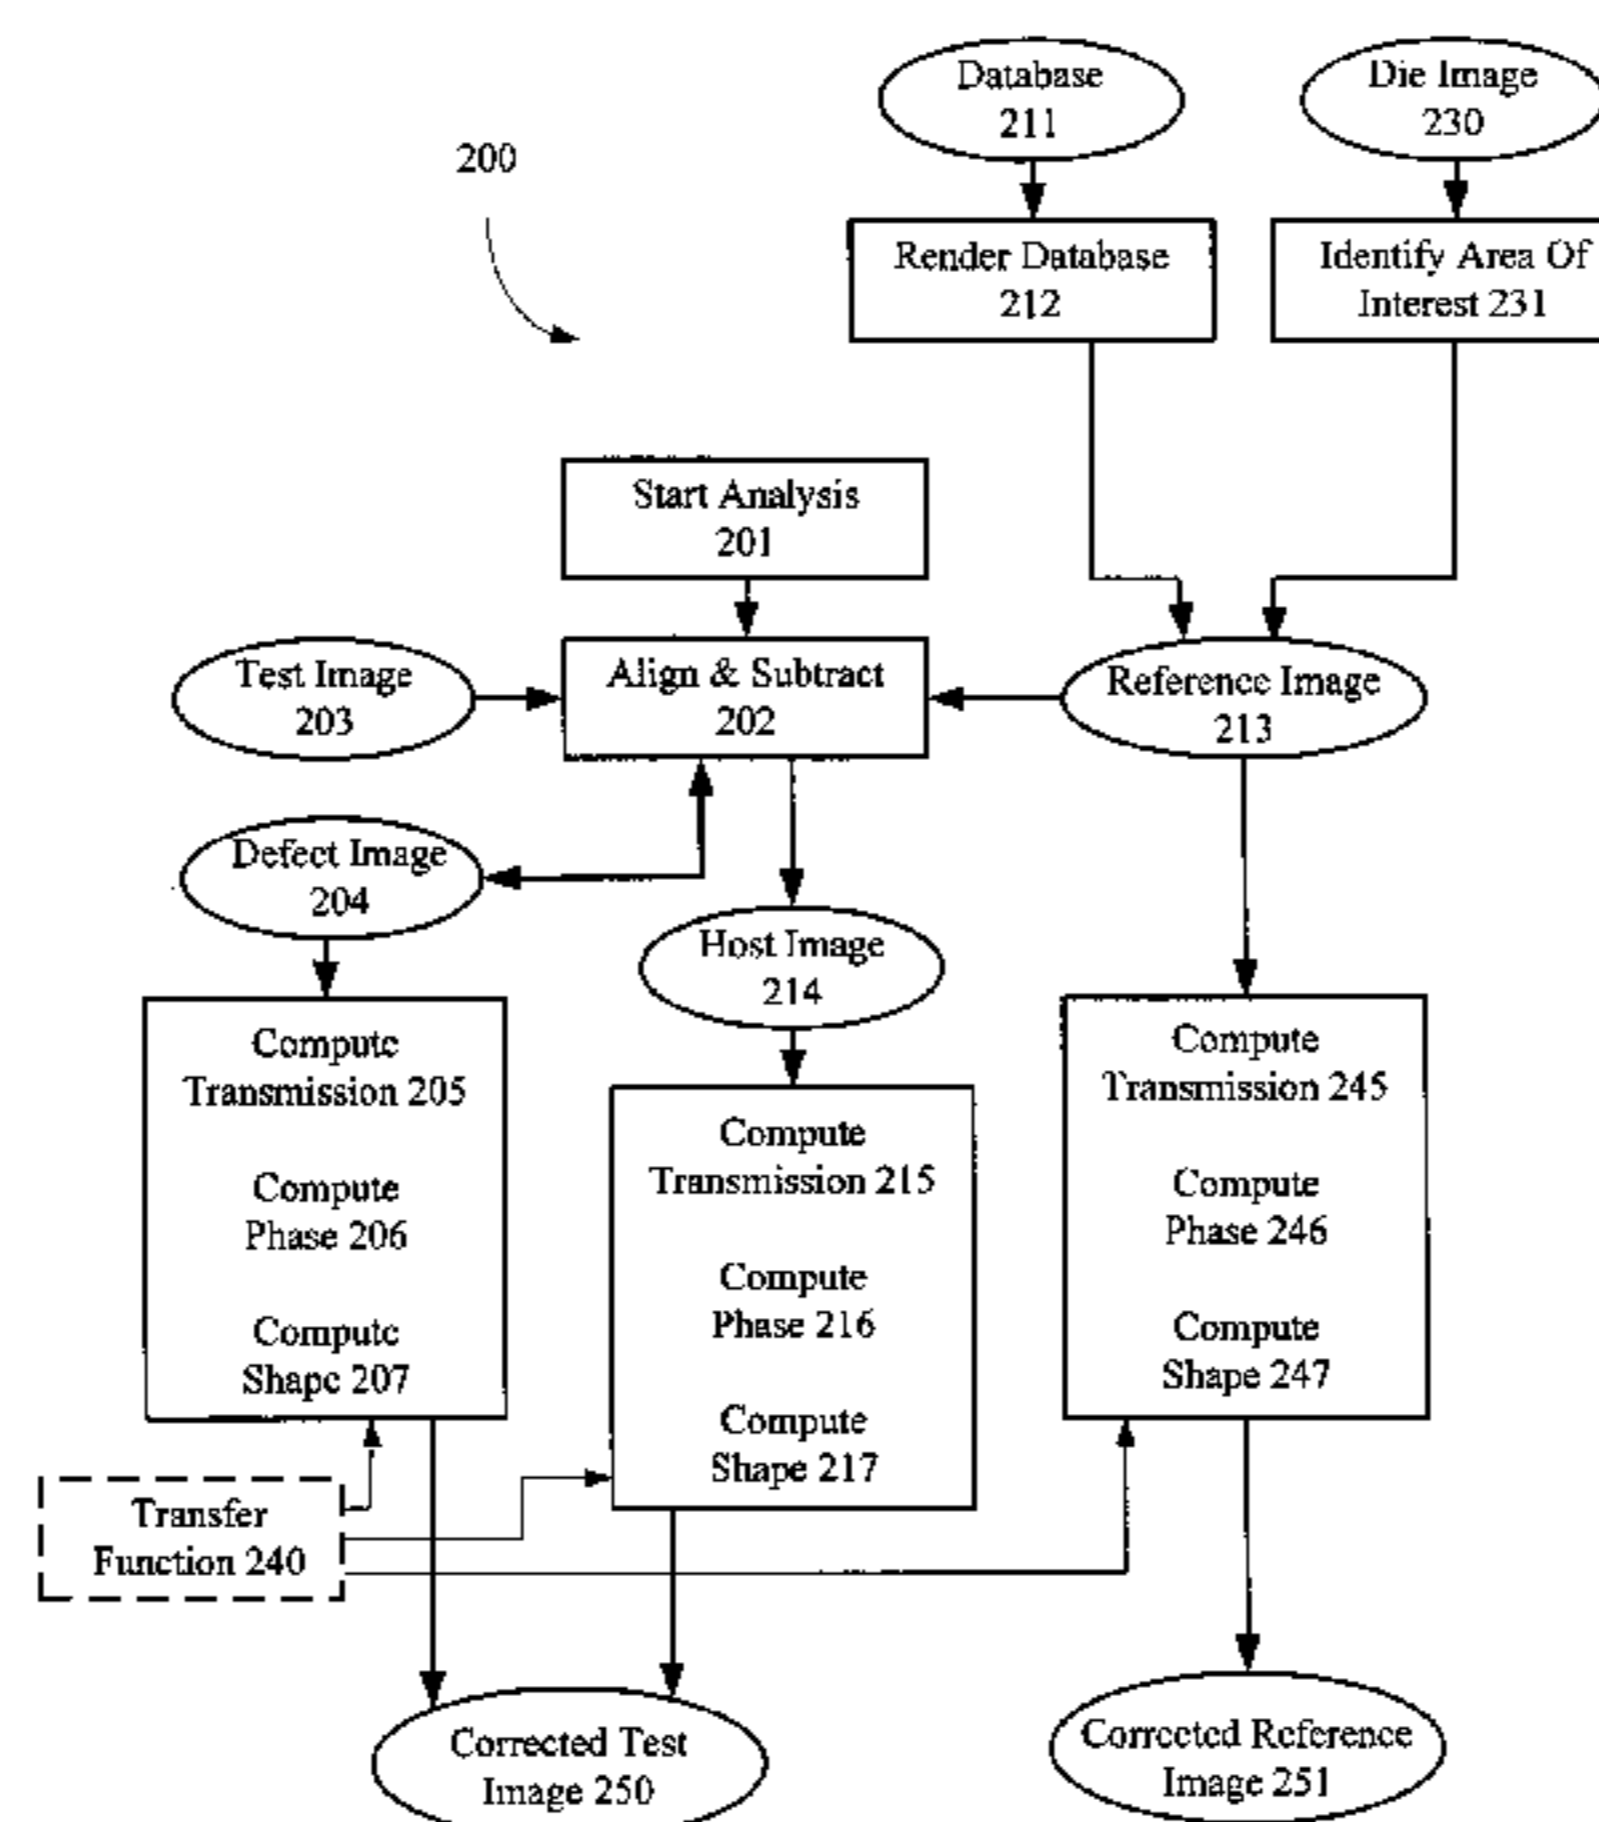 Database
211
Die Image
230
200
Render Database
212
Identify Area Of
Interest 231
Start Analysis
201
Test Image
203
Align & Subtract
202
Reference Image
213
Defect Image
204
Host Image
214
Compute
Transmission 205
Compute
Phase 206
Compute
Shape 207
Compute
Transmission 215
Compute
Phase 216
Compute
Shape 217
Compute
Transmission 245
Compute
Phase 246
Compute
Shape 247
Transfer
Function 240
Corrected Test
Image 250
Corrected Reference
Image 251